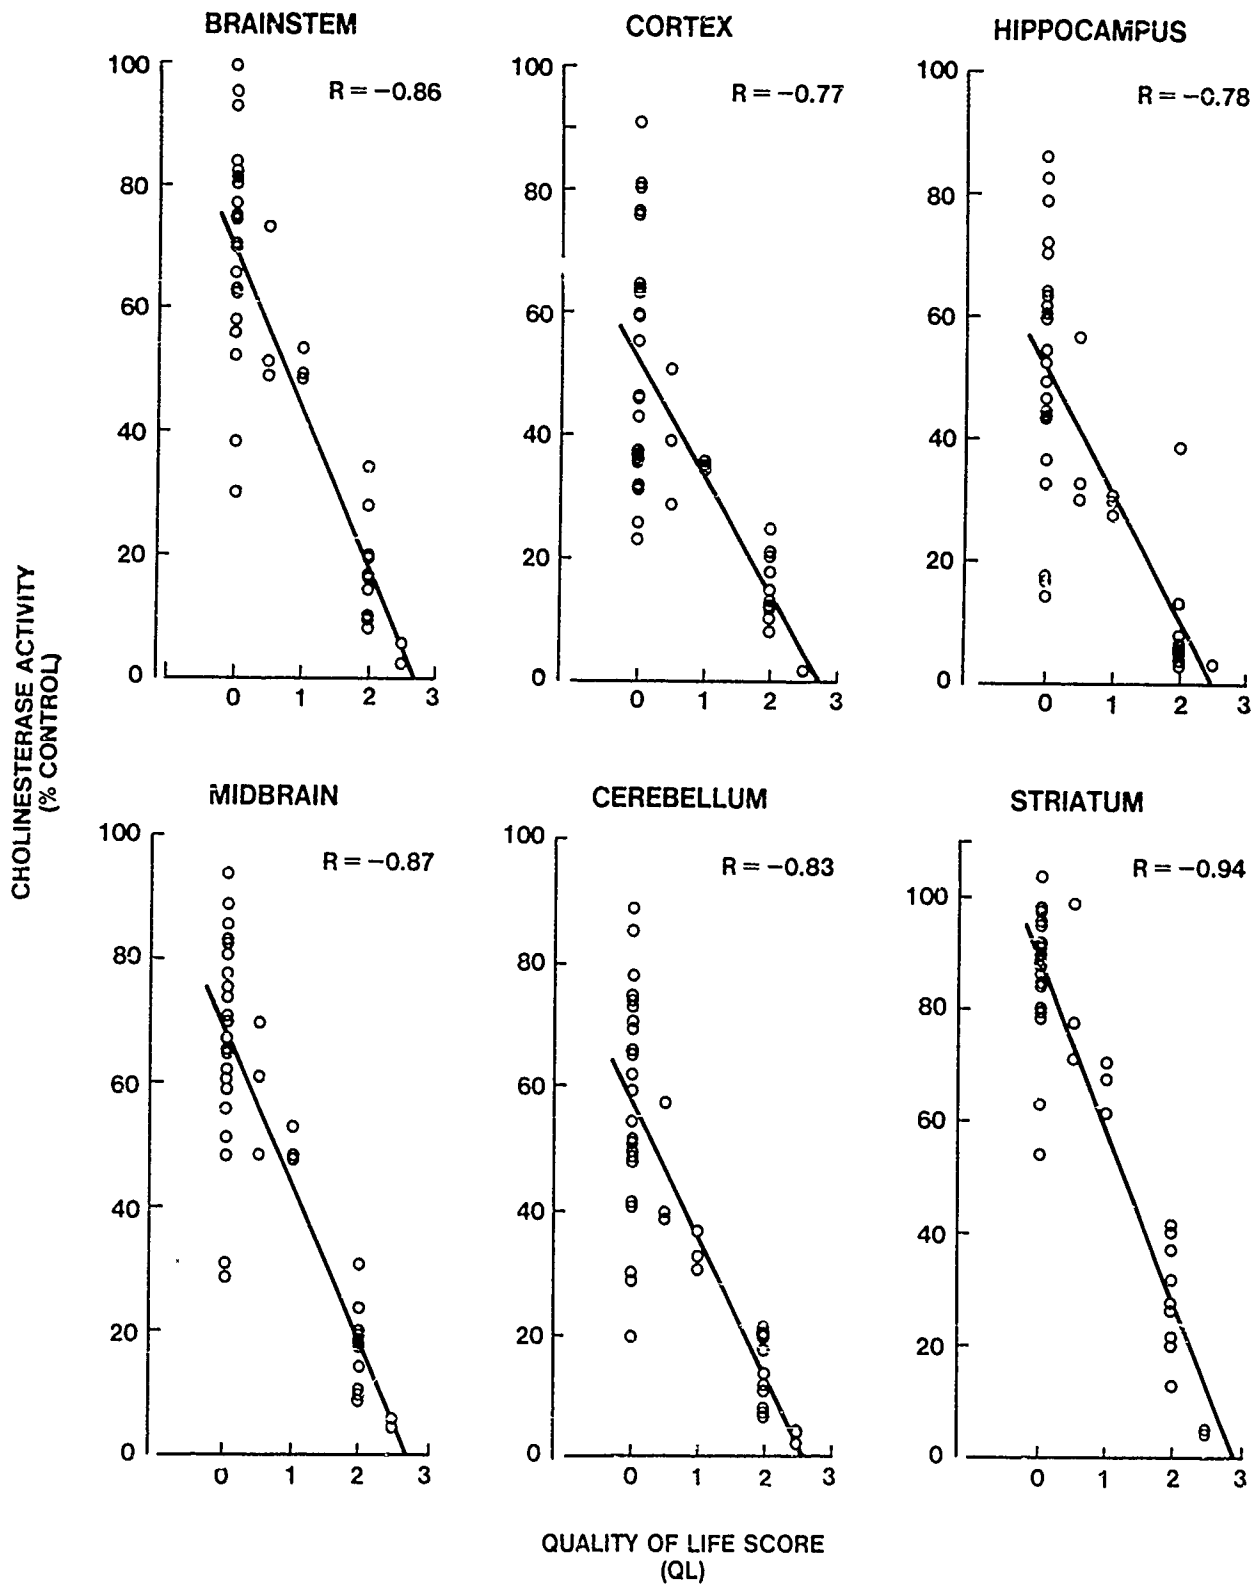 BRAINSTEM
CORTEX
HIPPOCAMPUS
R = -0.86
R = -0.77
R = -0.78
100
80
60
40
20
0
0 1 2 3
100
80
60
40
20
0
0 1 2 3
100
80
60
40
20
0
0 1 2 3
CHOLINESTERASE ACTIVITY
(% CONTROL)
MIDBRAIN
CEREBELLUM
STRIATUM
R = -0.87
R = -0.83
R = -0.94
100
80
60
40
20
0
0 1 2 3
100
80
60
40
20
0
0 1 2 3
100
80
60
40
20
0
0 1 2 3
QUALITY OF LIFE SCORE
(QL)